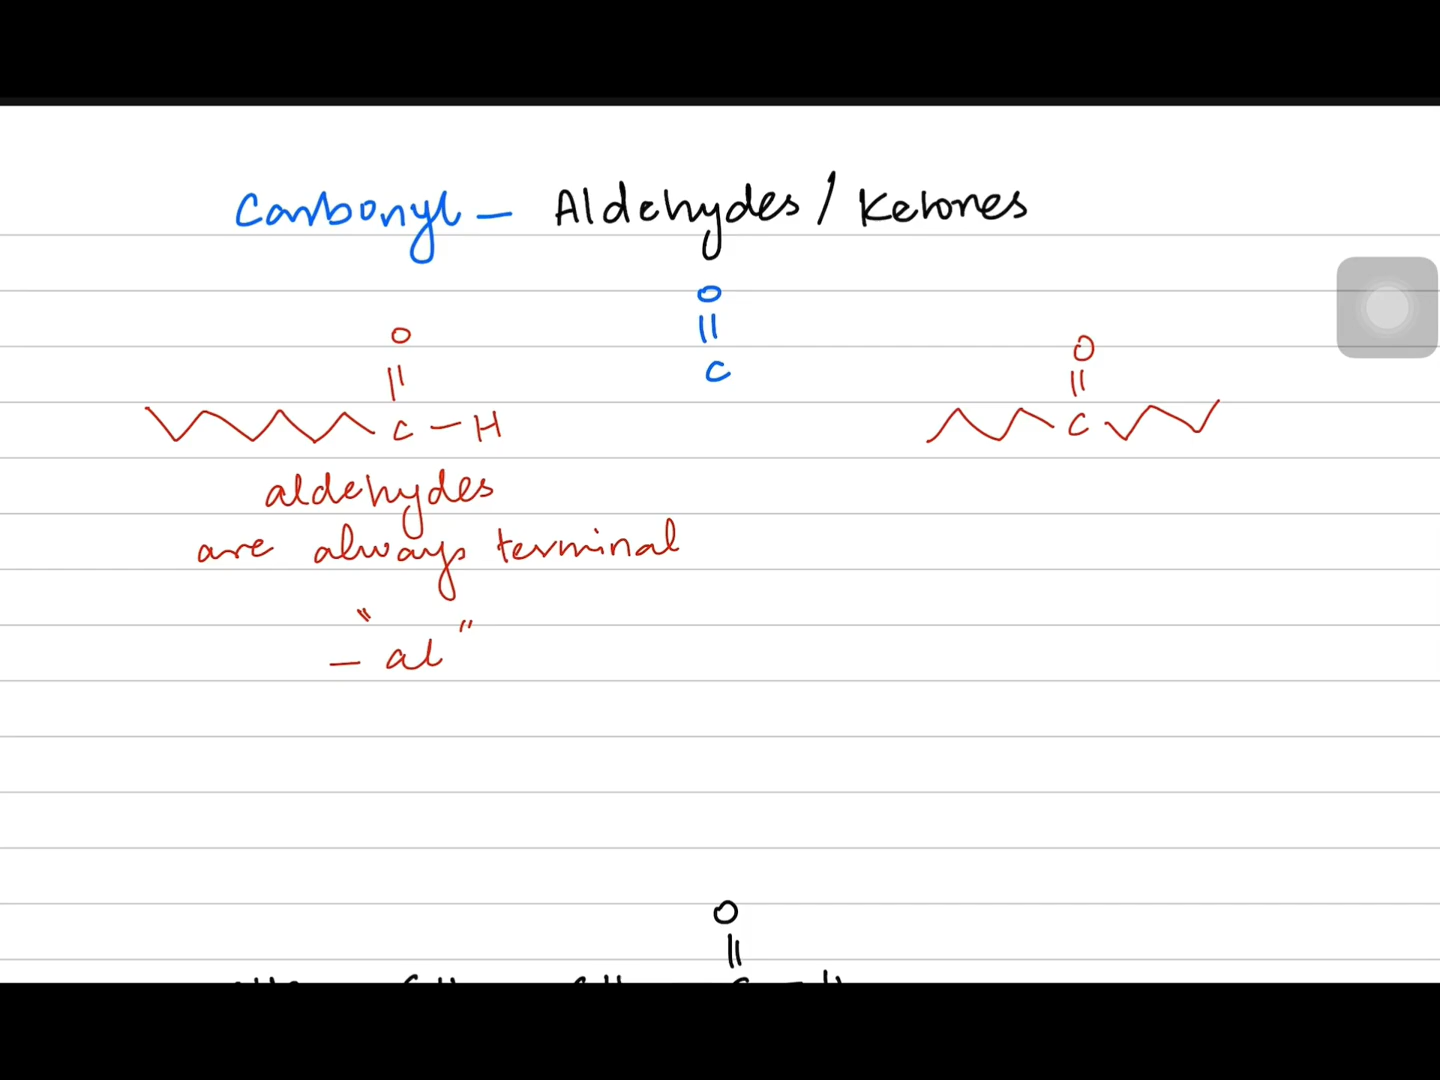 Carbonyl - Aldehydes / Ketones
O
||
C
O
||
C - H
O
||
C
aldehydes
are always terminal
- "al"
O
||